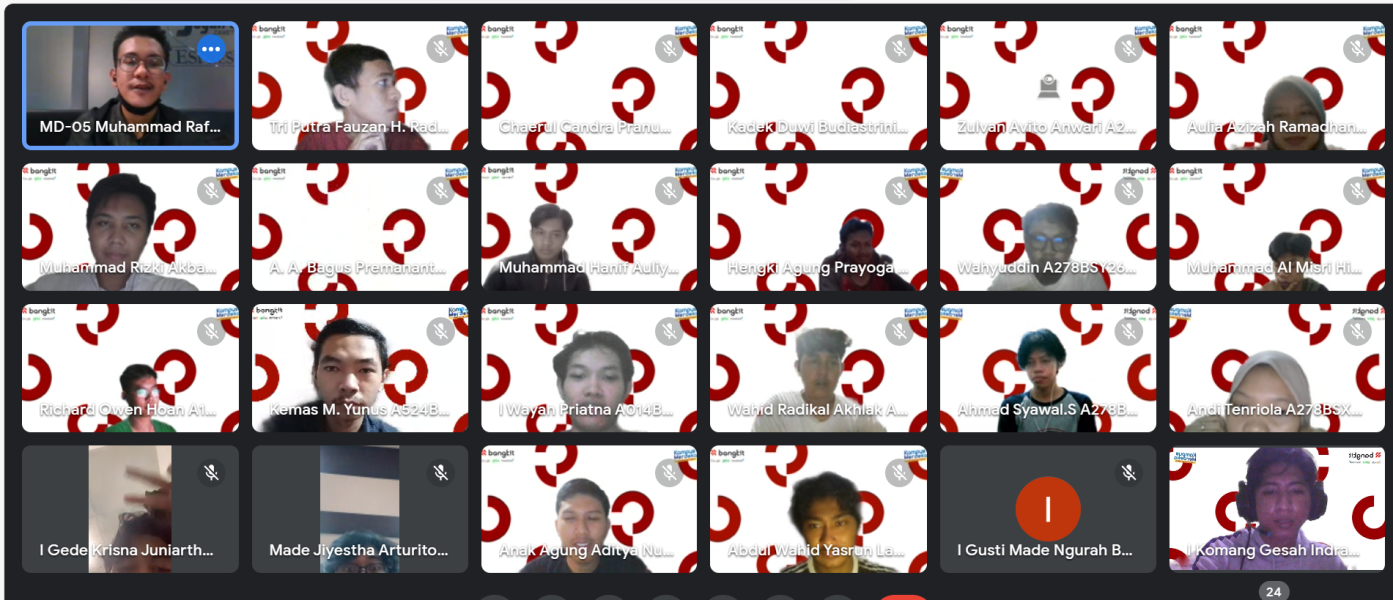 MD-05 Muhammad Raf...
bangkit
Tri Putra Fauzan H. Rad...
bangkit
Chaerul Candra Pranu...
bangkit
Kadek Duwi Budiastrini...
bangkit
Zulvan Avito Anwari A2...
bangkit
Aulia Azizah Ramadhan...
bangkit
Muhammad Rizki Akba...
bangkit
A. A. Bagus Premanant...
bangkit
Muhammad Hanif Auliy...
bangkit
Hengki Agung Prayoga ...
Wahyuddin A278BSY26...
bangkit
Muhammad Al Misri Hi...
bangkit
Richard Owen Hoan A1...
bangkit
Kemas M. Yunus A524B...
bangkit
I Wayan Priatna A014B...
bangkit
Wahid Radikal Akhlak A...
Ahmad Syawal.S A278B...
Andi Tenriola A278BSX...
I Gede Krisna Juniarth...
Made Jiyestha Arturito...
bangkit
Anak Agung Aditya Nu...
bangkit
Abdul Wahid Yasrun La...
I
I Gusti Made Ngurah B...
I Komang Gesah Indra...
24